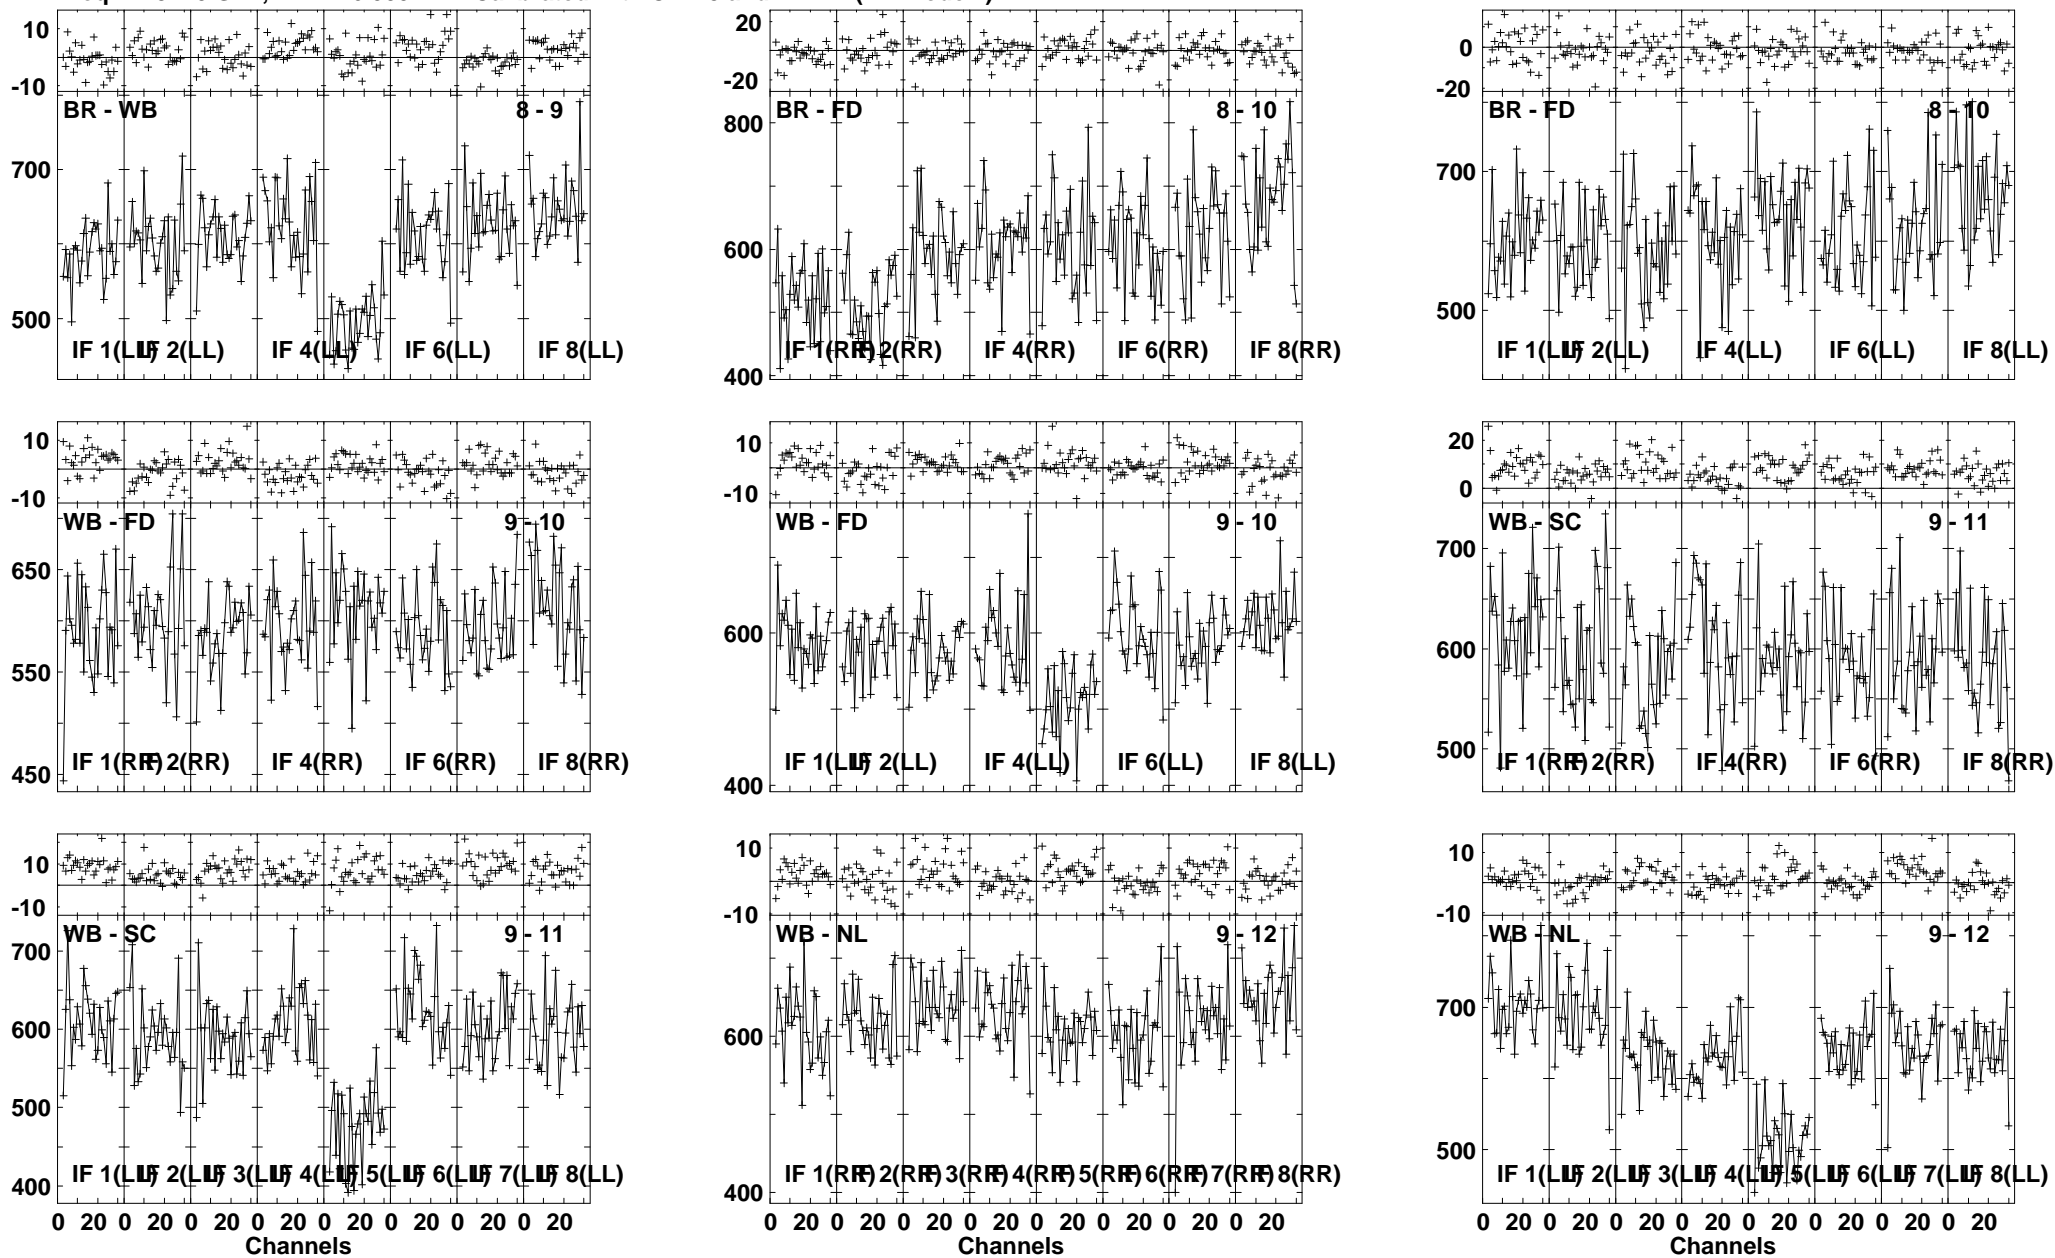 10
-10
BR - WB
8 - 9
700
500
IF 1(LL) IF 2(LL) IF 4(LL) IF 6(LL) IF 8(LL)
20
-20
BR - FD
8 - 10
800
600
400
IF 1(RR) IF 2(RR) IF 4(RR) IF 6(RR) IF 8(RR)
0
-20
BR - FD
8 - 10
700
500
IF 1(LL) IF 2(LL) IF 4(LL) IF 6(LL) IF 8(LL)
10
-10
WB - FD
9 - 10
650
550
450
IF 1(RR) IF 2(RR) IF 4(RR) IF 6(RR) IF 8(RR)
10
-10
WB - FD
9 - 10
600
400
IF 1(LL) IF 2(LL) IF 4(LL) IF 6(LL) IF 8(LL)
20
0
WB - SC
9 - 11
700
600
500
IF 1(RR) IF 2(RR) IF 4(RR) IF 6(RR) IF 8(RR)
10
-10
WB - SC
9 - 11
700
600
500
400
IF 1(LL) IF 2(LL) IF 3(LL) IF 4(LL) IF 5(LL) IF 6(LL) IF 7(LL) IF 8(LL)
0 20 0 20 0 20 0 20 0 20 0 20 0 20 0 20
Channels
10
-10
WB - NL
9 - 12
600
400
IF 1(RR) IF 2(RR) IF 3(RR) IF 4(RR) IF 5(RR) IF 6(RR) IF 7(RR) IF 8(RR)
0 20 0 20 0 20 0 20 0 20 0 20 0 20 0 20
Channels
10
-10
WB - NL
9 - 12
700
500
IF 1(LL) IF 2(LL) IF 3(LL) IF 4(LL) IF 5(LL) IF 6(LL) IF 7(LL) IF 8(LL)
0 20 0 20 0 20 0 20 0 20 0 20 0 20 0 20
Channels